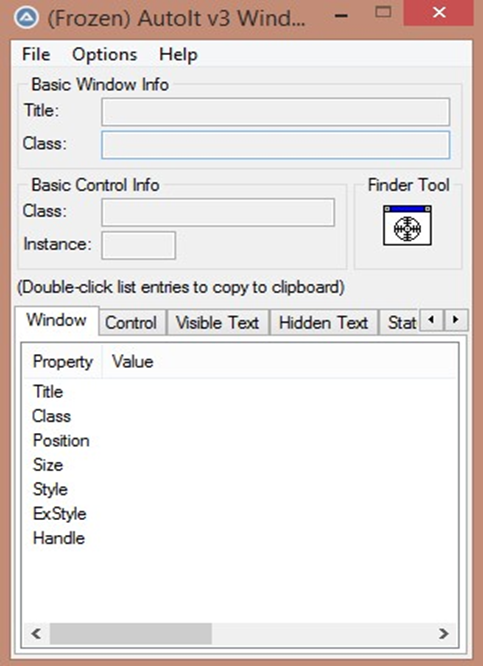 (Frozen) AutoIt v3 Wind...
File Options Help
Basic Window Info
Title:
Class:
Basic Control Info
Finder Tool
Class:
Instance:
(Double-click list entries to copy to clipboard)
Window Control Visible Text Hidden Text Stat
Property Value
Title
Class
Position
Size
Style
ExStyle
Handle